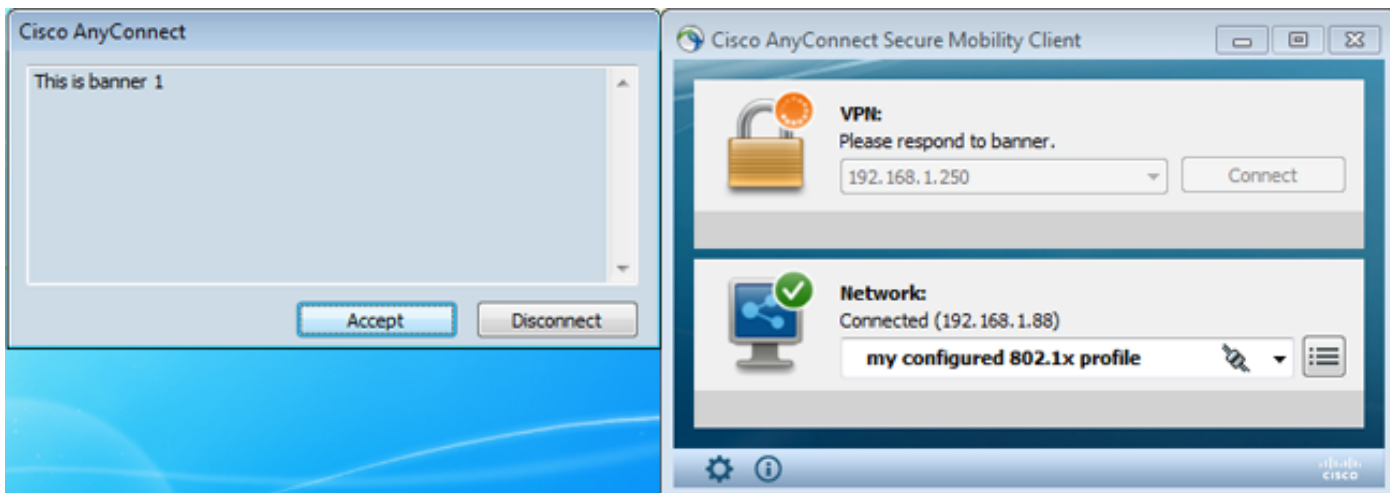 Cisco AnyConnect
This is banner 1
Accept
Disconnect
Cisco AnyConnect Secure Mobility Client
VPN:
Please respond to banner.
192.168.1.250
Connect
Network:
Connected (192.168.1.88)
my configured 802.1x profile
CISCO